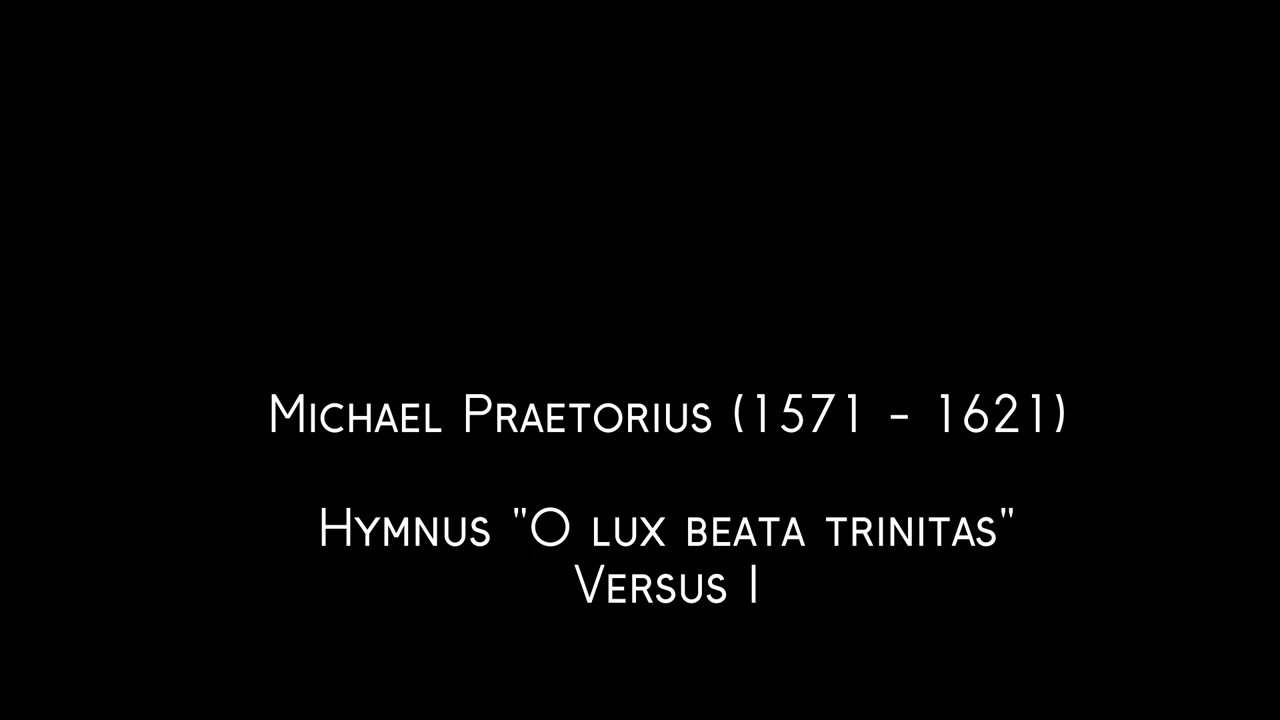 Michael Praetorius (1571 - 1621)
Hymnus "O lux beata trinitas"
Versus I